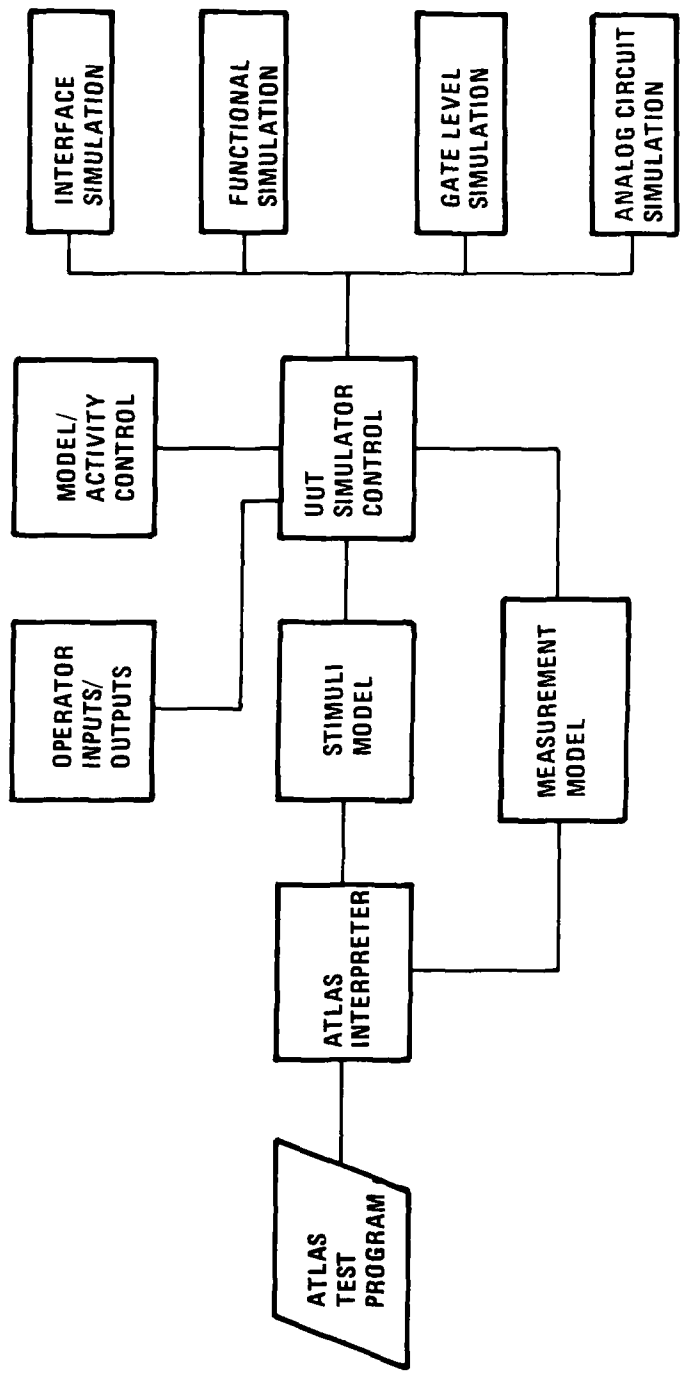 ATLAS
TEST
PROGRAM
ATLAS
INTERPRETER
STIMULI
MODEL
MEASUREMENT
MODEL
OPERATOR
INPUTS/
OUTPUTS
MODEL/
ACTIVITY
CONTROL
UUT
SIMULATOR
CONTROL
INTERFACE
SIMULATION
FUNCTIONAL
SIMULATION
GATE LEVEL
SIMULATION
ANALOG CIRCUIT
SIMULATION